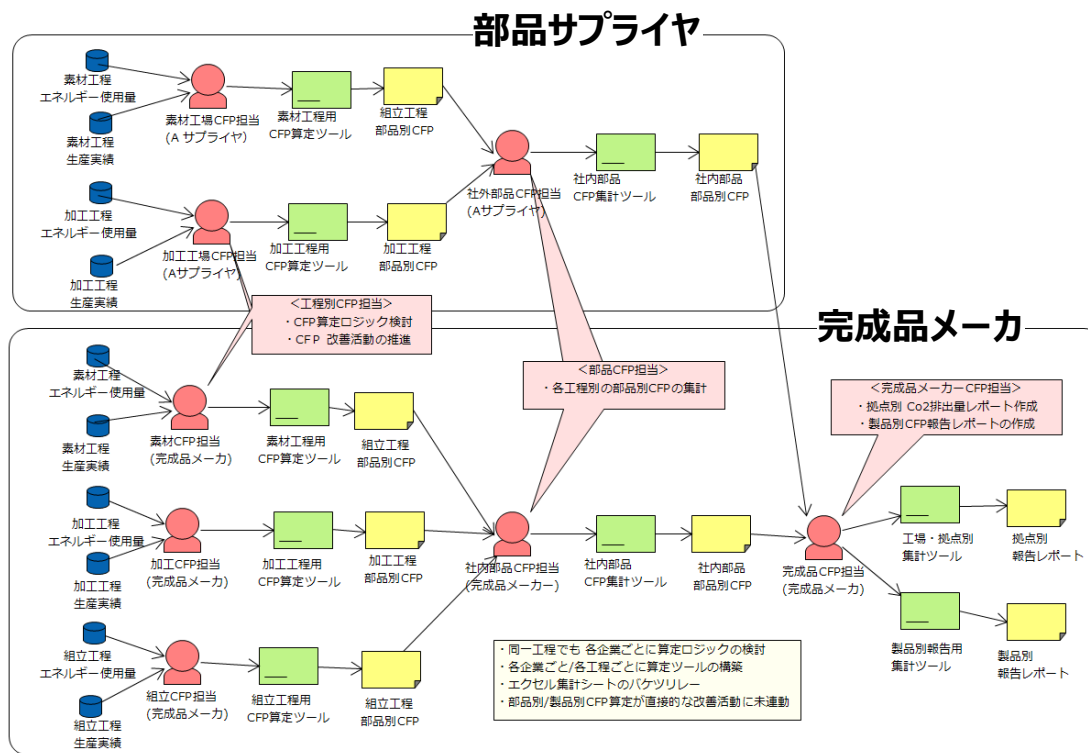 部品サプライヤ
素材工程
エネルギー使用量
素材工程
生産実績
素材工場CFP担当
(A サプライヤ)
素材工程用
CFP算定ツール
組立工程
部品別CFP
加工工程
エネルギー使用量
加工工程
生産実績
加工工場CFP担当
(Aサプライヤ)
加工工程用
CFP算定ツール
加工工程
部品別CFP
社外部品CFP担当
(Aサプライヤ)
社内部品
CFP集計ツール
社内部品
部品別CFP
＜工程別CFP担当＞
・CFP算定ロジック検討
・CFP 改善活動の推進
完成品メーカ
＜部品CFP担当＞
・各工程別の部品別CFPの集計
＜完成品メーカーCFP担当＞
・拠点別 Co2排出量レポート作成
・製品別CFP報告レポートの作成
素材工程
エネルギー使用量
素材工程
生産実績
素材CFP担当
(完成品メーカ)
素材工程用
CFP算定ツール
組立工程
部品別CFP
加工工程
エネルギー使用量
加工工程
生産実績
加工CFP担当
(完成品メーカ)
加工工程用
CFP算定ツール
加工工程
部品別CFP
社内部品CFP担当
(完成品メーカー)
社内部品
CFP集計ツール
社内部品
部品別CFP
完成品CFP担当
(完成品メーカ)
工場・拠点別
集計ツール
拠点別
報告レポート
製品別報告用
集計ツール
製品別
報告レポート
組立工程
エネルギー使用量
組立工程
生産実績
組立CFP担当
(完成品メーカ)
組立工程用
CFP算定ツール
組立工程
部品別CFP
・同一工程でも 各企業ごとに算定ロジックの検討
・各企業ごと/各工程ごとに算定ツールの構築
・エクセル集計シートのバケツリレー
・部品別/製品別CFP算定が直接的な改善活動に未連動